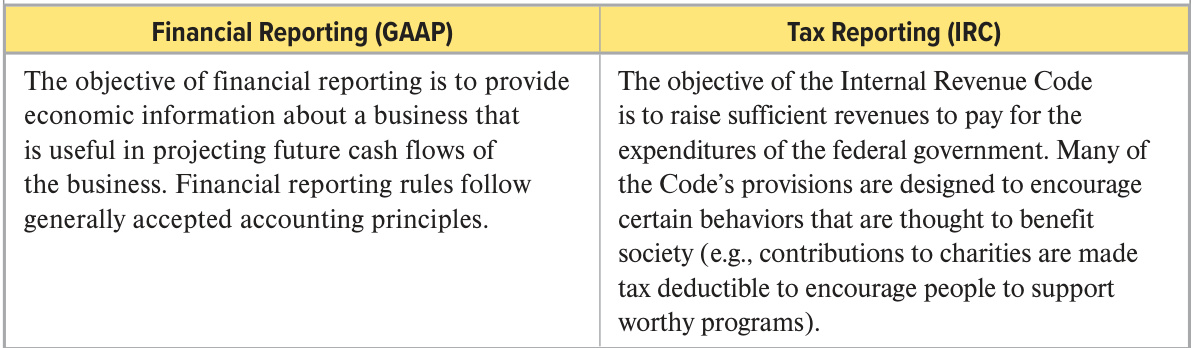 Financial Reporting (GAAP)
Tax Reporting (IRC)
The objective of financial reporting is to provide
economic information about a business that
is useful in projecting future cash flows of
the business. Financial reporting rules follow
generally accepted accounting principles.
The objective of the Internal Revenue Code
is to raise sufficient revenues to pay for the
expenditures of the federal government. Many of
the Code’s provisions are designed to encourage
certain behaviors that are thought to benefit
society (e.g., contributions to charities are made
tax deductible to encourage people to support
worthy programs).